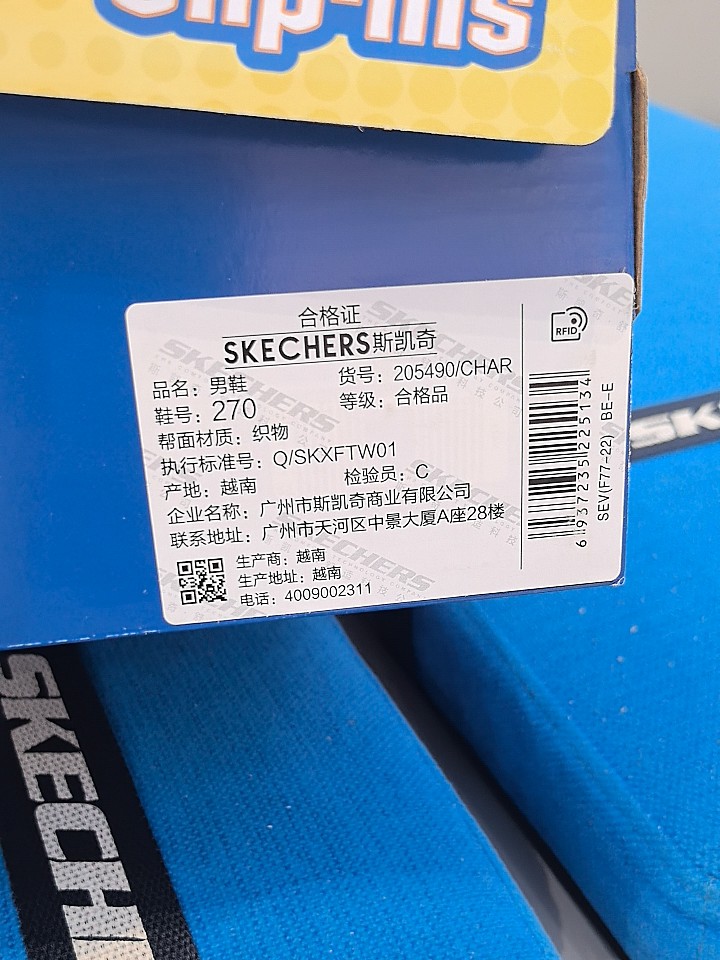 Slip-ins
合格证
SKECHERS斯凯奇
品名：男鞋
货号：205490/CHAR
鞋号：270
等级：合格品
帮面材质：织物
执行标准号：Q/SKXFTW01
产地：越南
检验员：C
企业名称：广州市斯凯奇商业有限公司
联系地址：广州市天河区中景大厦A座28楼
生产商：越南
生产地址：越南
电话：4009002311
RFID
6937235225134
SEV(F77-22) BE-E
SKECH
SK